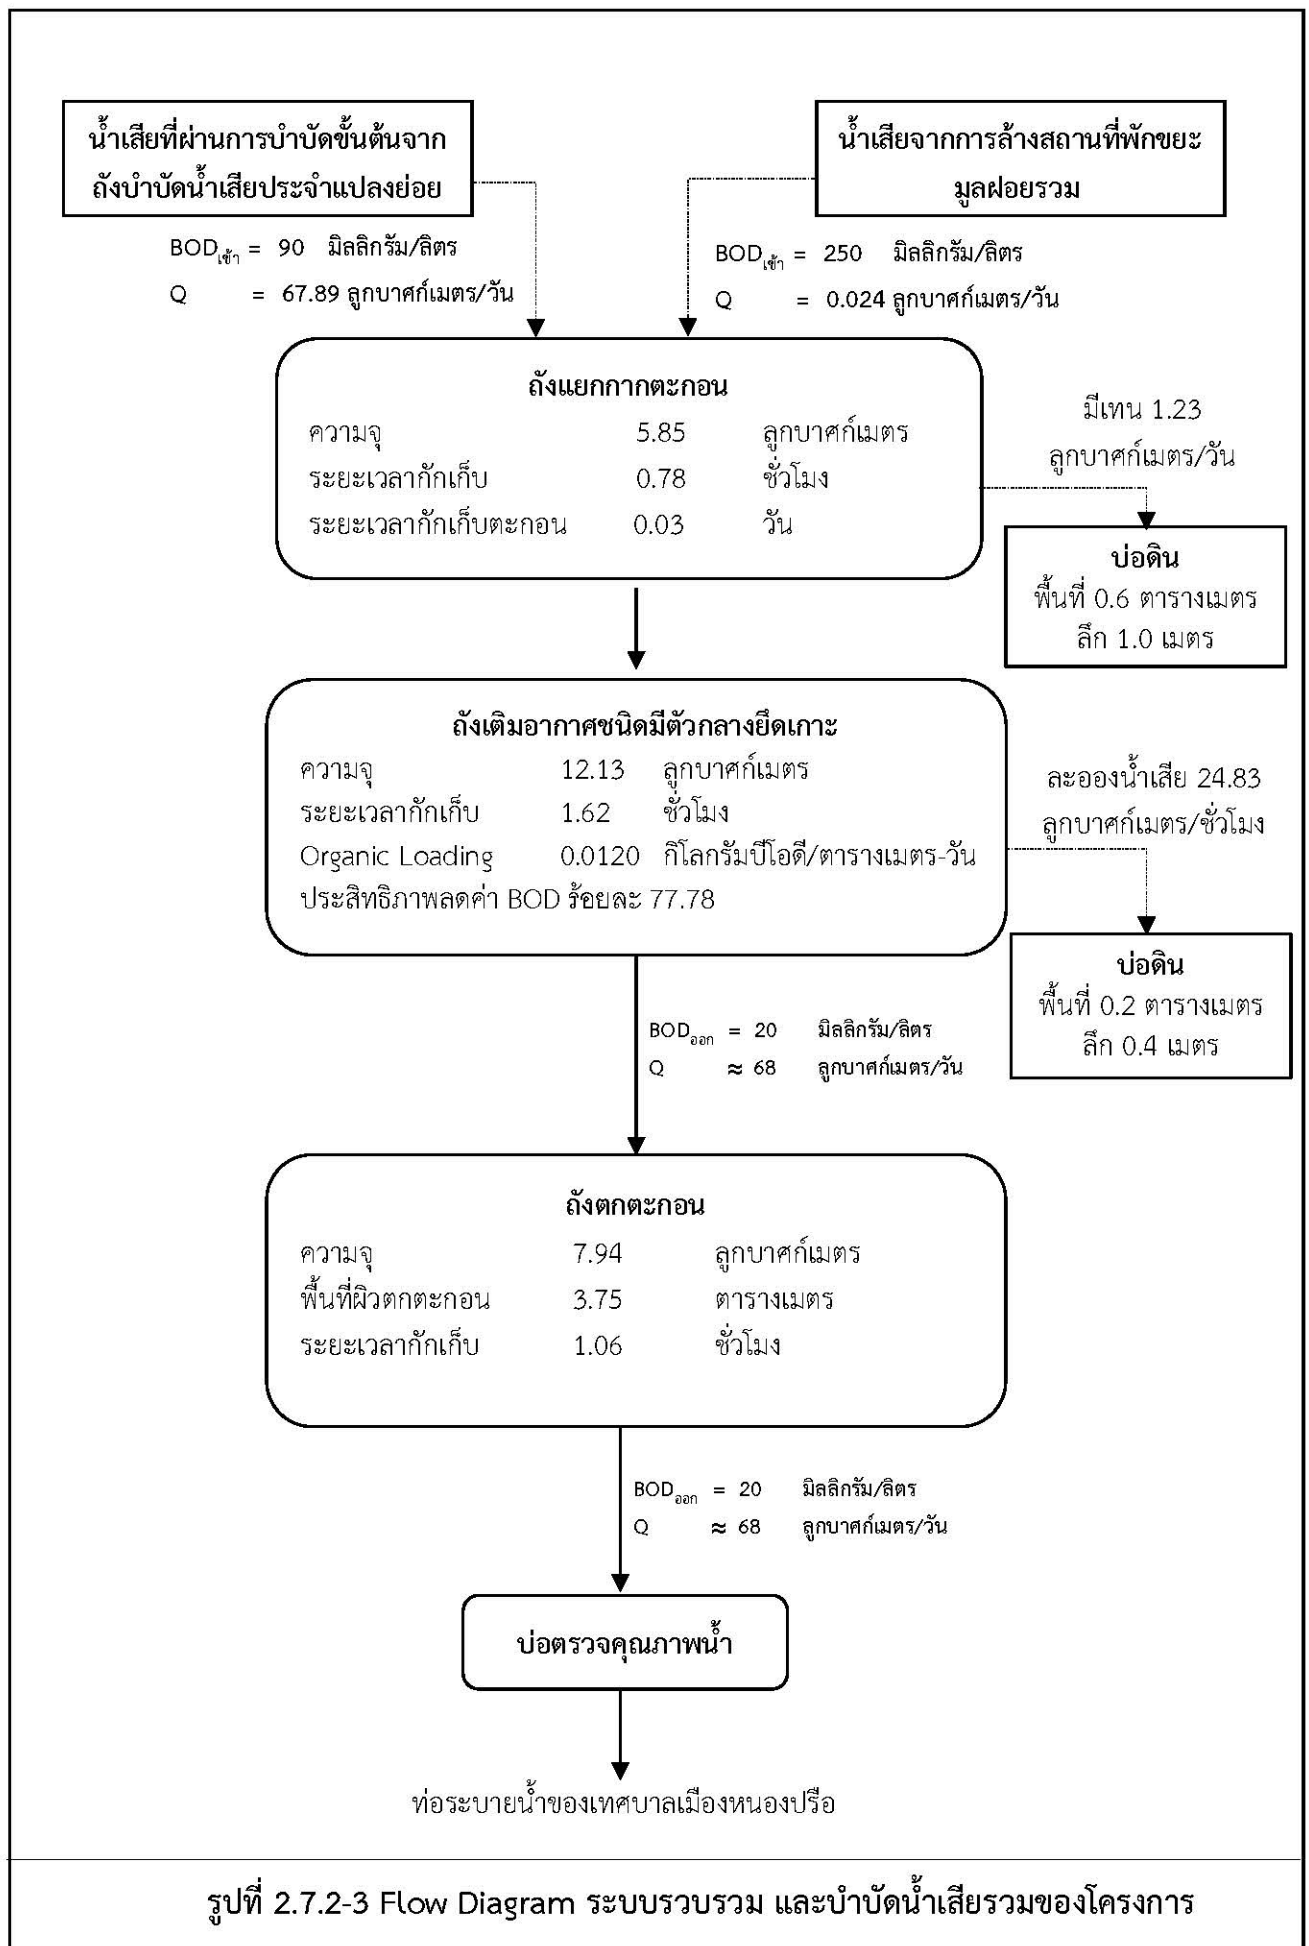 น้ำเสียที่ผ่านการบำบัดขั้นต้นจาก
ถังบำบัดน้ำเสียประจำแปลงย่อย
น้ำเสียจากการล้างสถานที่พักขยะ
มูลฝอยรวม
BODเข้า = 90 มิลลิกรัม/ลิตร
Q = 67.89 ลูกบาศก์เมตร/วัน
BODเข้า = 250 มิลลิกรัม/ลิตร
Q = 0.024 ลูกบาศก์เมตร/วัน
ถังแยกกากตะกอน
ความจุ 5.85 ลูกบาศก์เมตร
ระยะเวลากักเก็บ 0.78 ชั่วโมง
ระยะเวลากักเก็บตะกอน 0.03 วัน
มีเทน 1.23
ลูกบาศก์เมตร/วัน
บ่อดิน
พื้นที่ 0.6 ตารางเมตร
ลึก 1.0 เมตร
ถังเติมอากาศชนิดมีตัวกลางยึดเกาะ
ความจุ 12.13 ลูกบาศก์เมตร
ระยะเวลากักเก็บ 1.62 ชั่วโมง
Organic Loading 0.0120 กิโลกรัมบีโอดี/ตารางเมตร-วัน
ประสิทธิภาพลดค่า BOD ร้อยละ 77.78
ละอองน้ำเสีย 24.83
ลูกบาศก์เมตร/ชั่วโมง
บ่อดิน
พื้นที่ 0.2 ตารางเมตร
ลึก 0.4 เมตร
BODออก = 20 มิลลิกรัม/ลิตร
Q ≈ 68 ลูกบาศก์เมตร/วัน
ถังตกตะกอน
ความจุ 7.94 ลูกบาศก์เมตร
พื้นที่ผิวตกตะกอน 3.75 ตารางเมตร
ระยะเวลากักเก็บ 1.06 ชั่วโมง
BODออก = 20 มิลลิกรัม/ลิตร
Q ≈ 68 ลูกบาศก์เมตร/วัน
บ่อตรวจคุณภาพน้ำ
ท่อระบายน้ำของเทศบาลเมืองหนองปรือ
รูปที่ 2.7.2-3 Flow Diagram ระบบรวบรวม และบำบัดน้ำเสียรวมของโครงการ